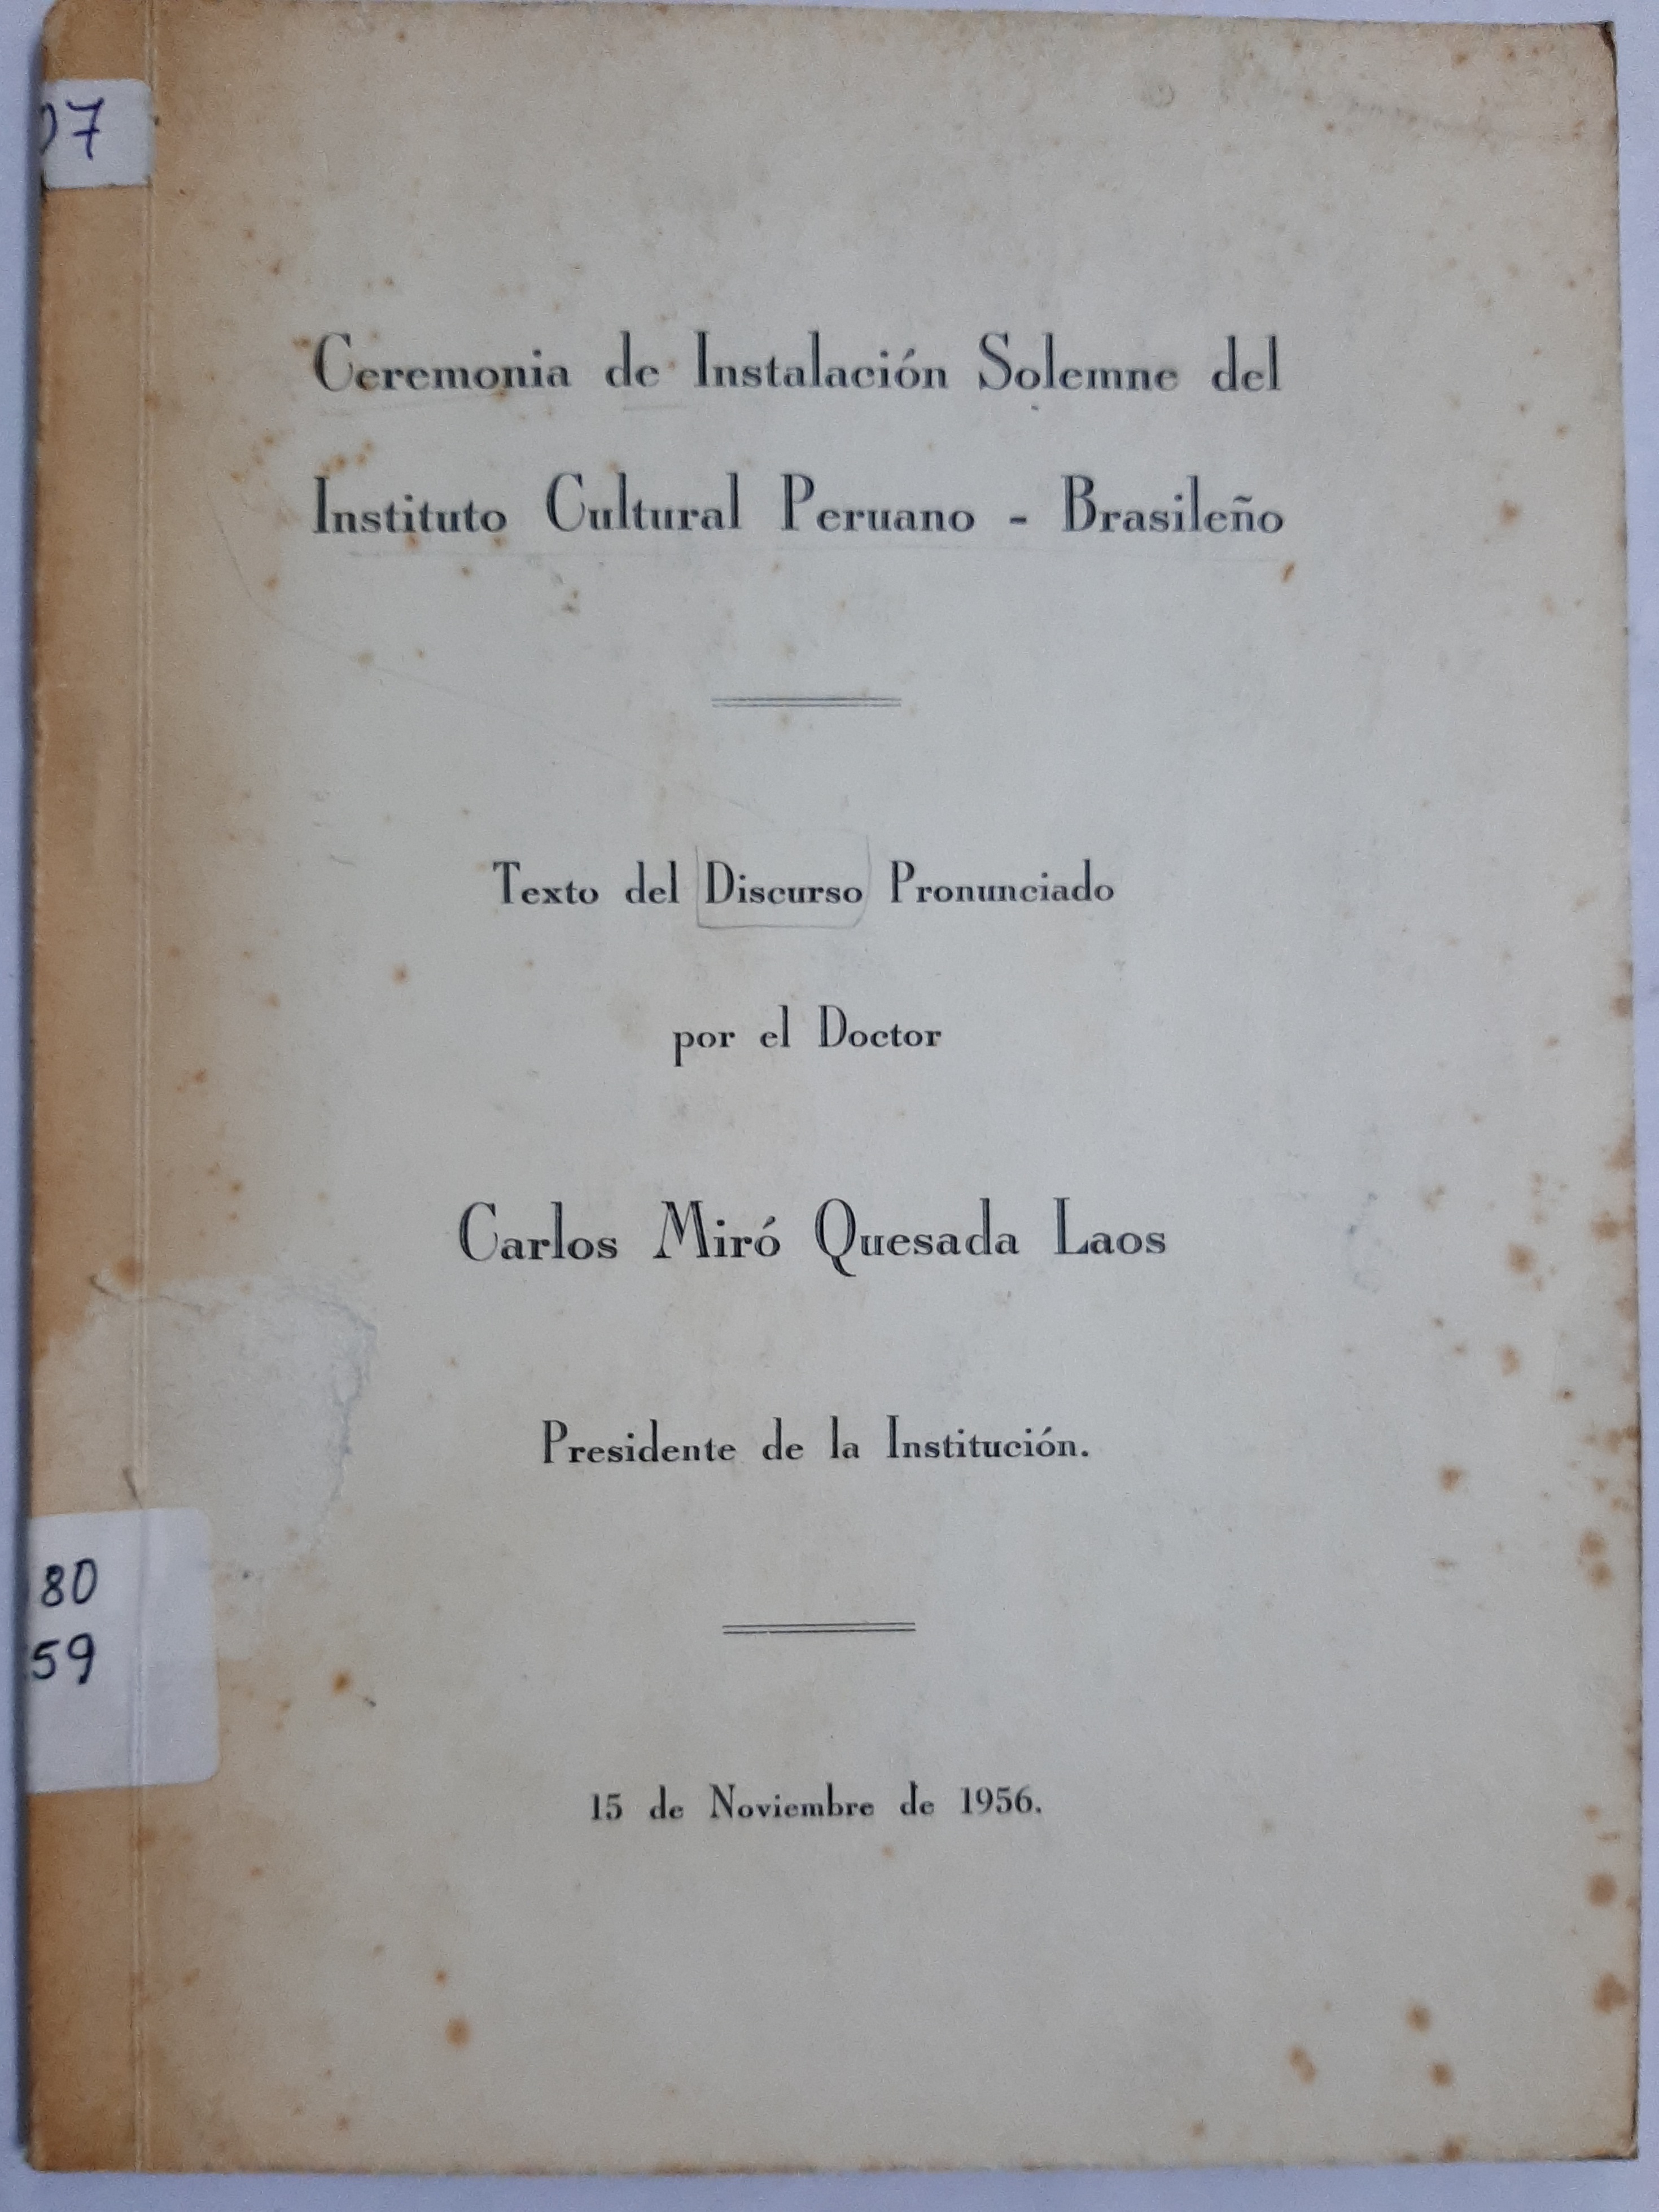 07
Ceremonia de Instalación Solemne del
Instituto Cultural Peruano - Brasileño
Texto del Discurso Pronunciado
por el Doctor
Carlos Miró Quesada Laos
Presidente de la Institución.
80
59
15 de Noviembre de 1956.